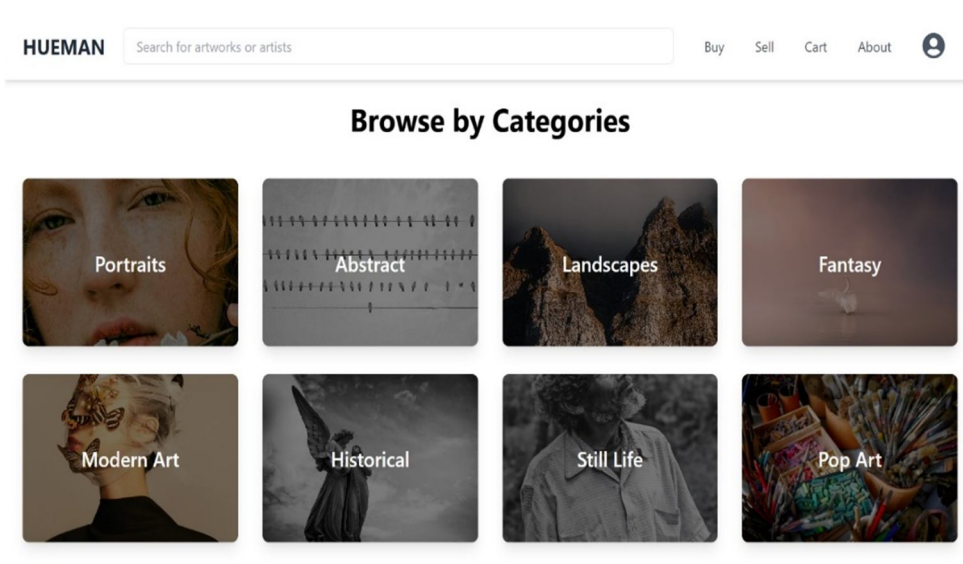 HUEMAN
Search for artworks or artists
Buy
Sell
Cart
About
Browse by Categories
Portraits
Abstract
Landscapes
Fantasy
Modern Art
Historical
Still Life
Pop Art